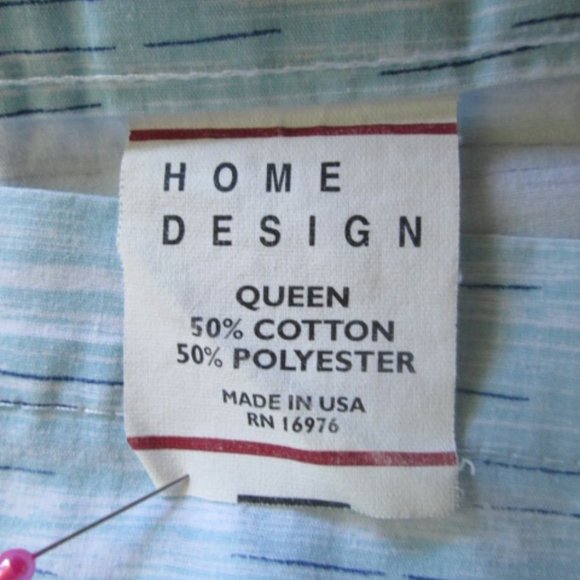 HOME
DESIGN
QUEEN
50% COTTON
50% POLYESTER
MADE IN USA
RN 16976